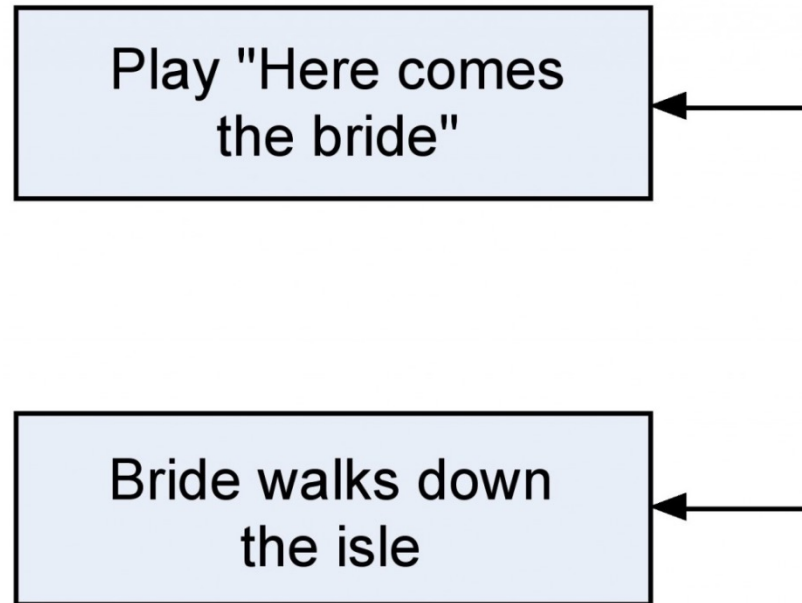 Play "Here comes
the bride"
Bride walks down
the isle